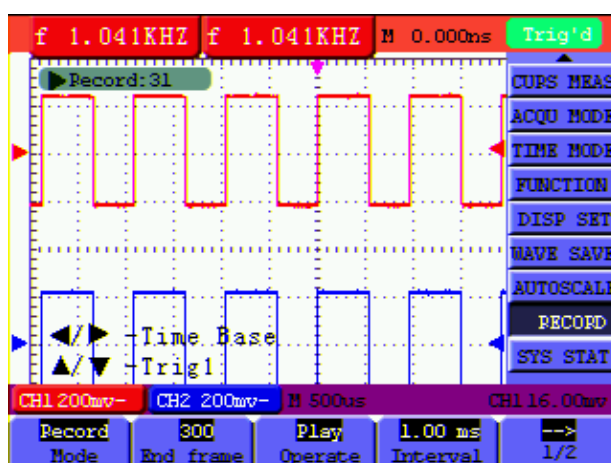 f 1.041KHZ f 1.041KHZ M 0.000ns Trig'd
Record:31
CURS MEAS
ACQU MODE
TIME MODE
FUNCTION
DISP SET
WAVE SAVE
AUTOSCALE
RECORD
SYS STAT
◀/▶ -Time Base
▲/▼ -Trig1
CH1 200mv- CH2 200mv- M 500us CH1 16.00mv
Record 300 Play 1.00 ms -->
Mode End frame Operate Interval 1/2